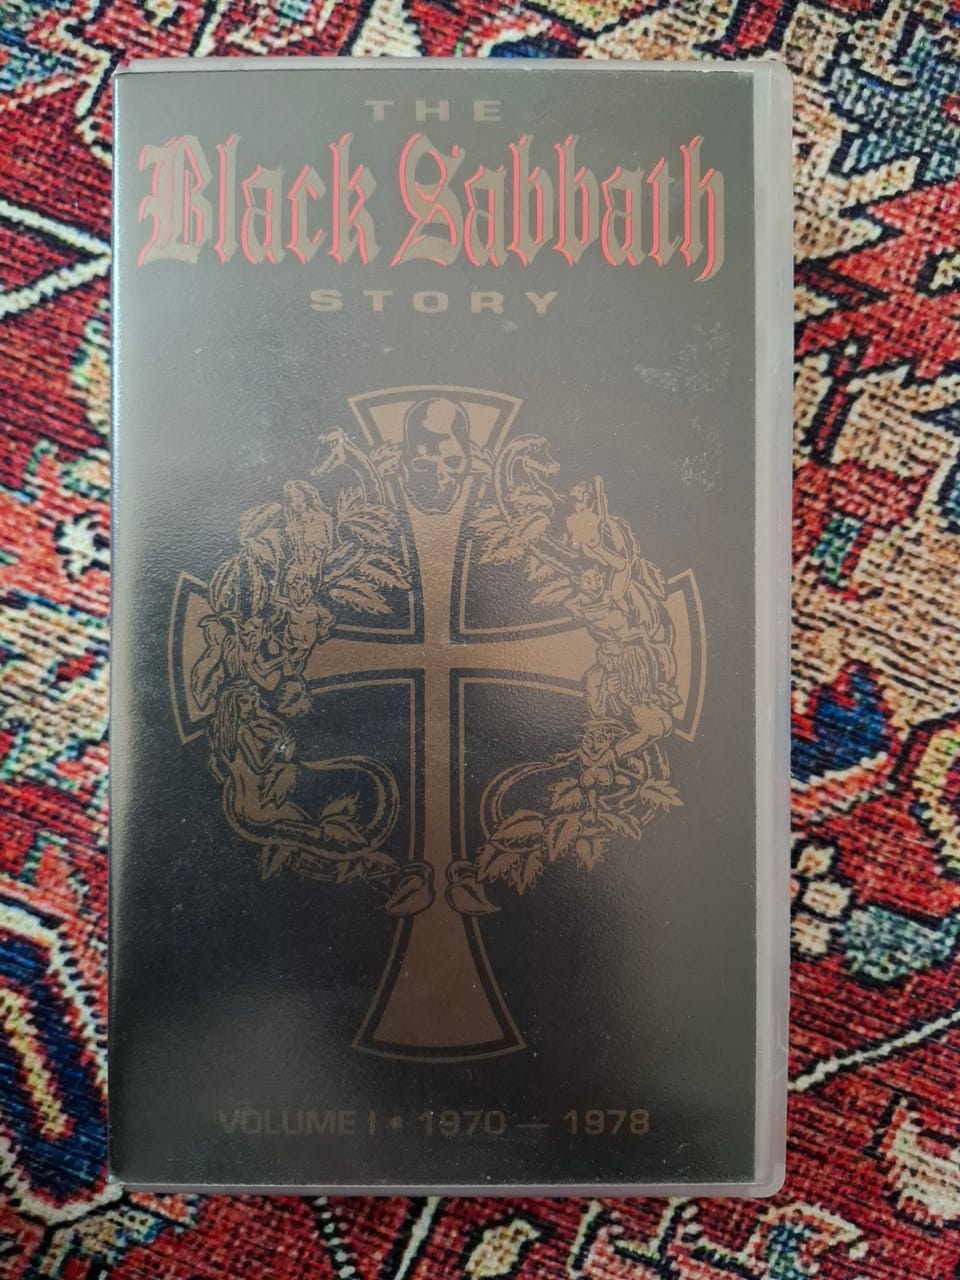 THE
Black Sabbath
STORY
VOLUME I • 1970 — 1978